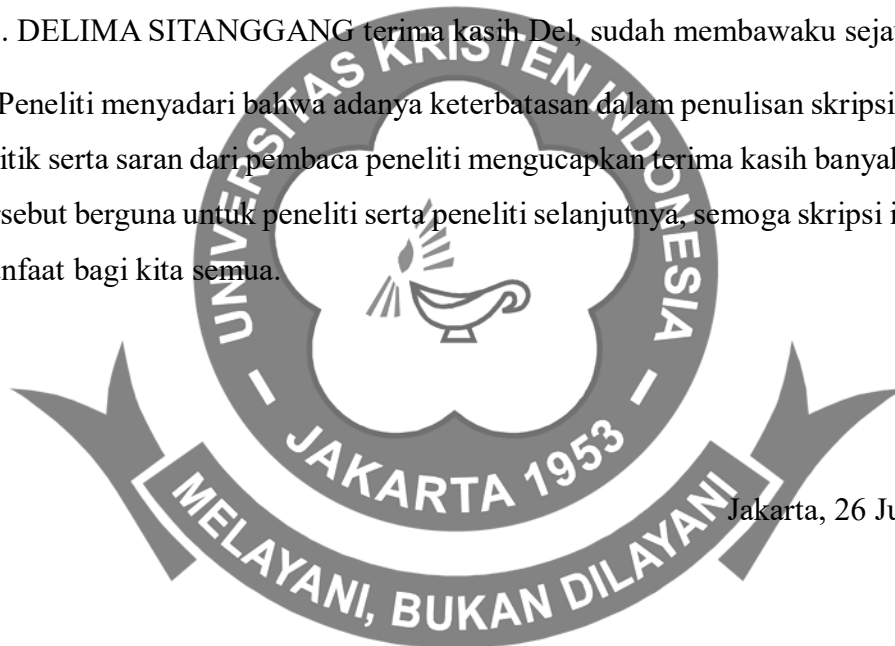 . DELIMA SITANGGANG terima kasih Del, sudah membawaku seja
Peneliti menyadari bahwa adanya keterbatasan dalam penulisan skripsi
itik serta saran dari pembaca peneliti mengucapkan terima kasih banya
rsebut berguna untuk peneliti serta peneliti selanjutnya, semoga skripsi i
nfaat bagi kita semua.
UNIVERSITAS KRISTEN INDONESIA
JAKARTA 1953
Jakarta, 26 Ju
MELAYANI, BUKAN DILAYANI